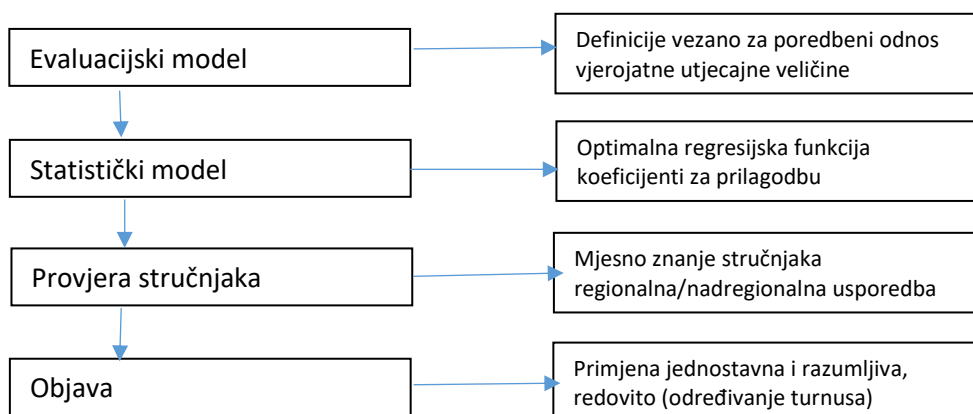 Evaluacijski model
Definicije vezano za poredbeni odnos
vjerojatne utjecajne veličine
Statistički model
Optimalna regresijska funkcija
koeficijenti za prilagodbu
Provjera stručnjaka
Mjesno znanje stručnjaka
regionalna/nadregionalna usporedba
Objava
Primjena jednostavna i razumljiva,
redovito (određivanje turnusa)